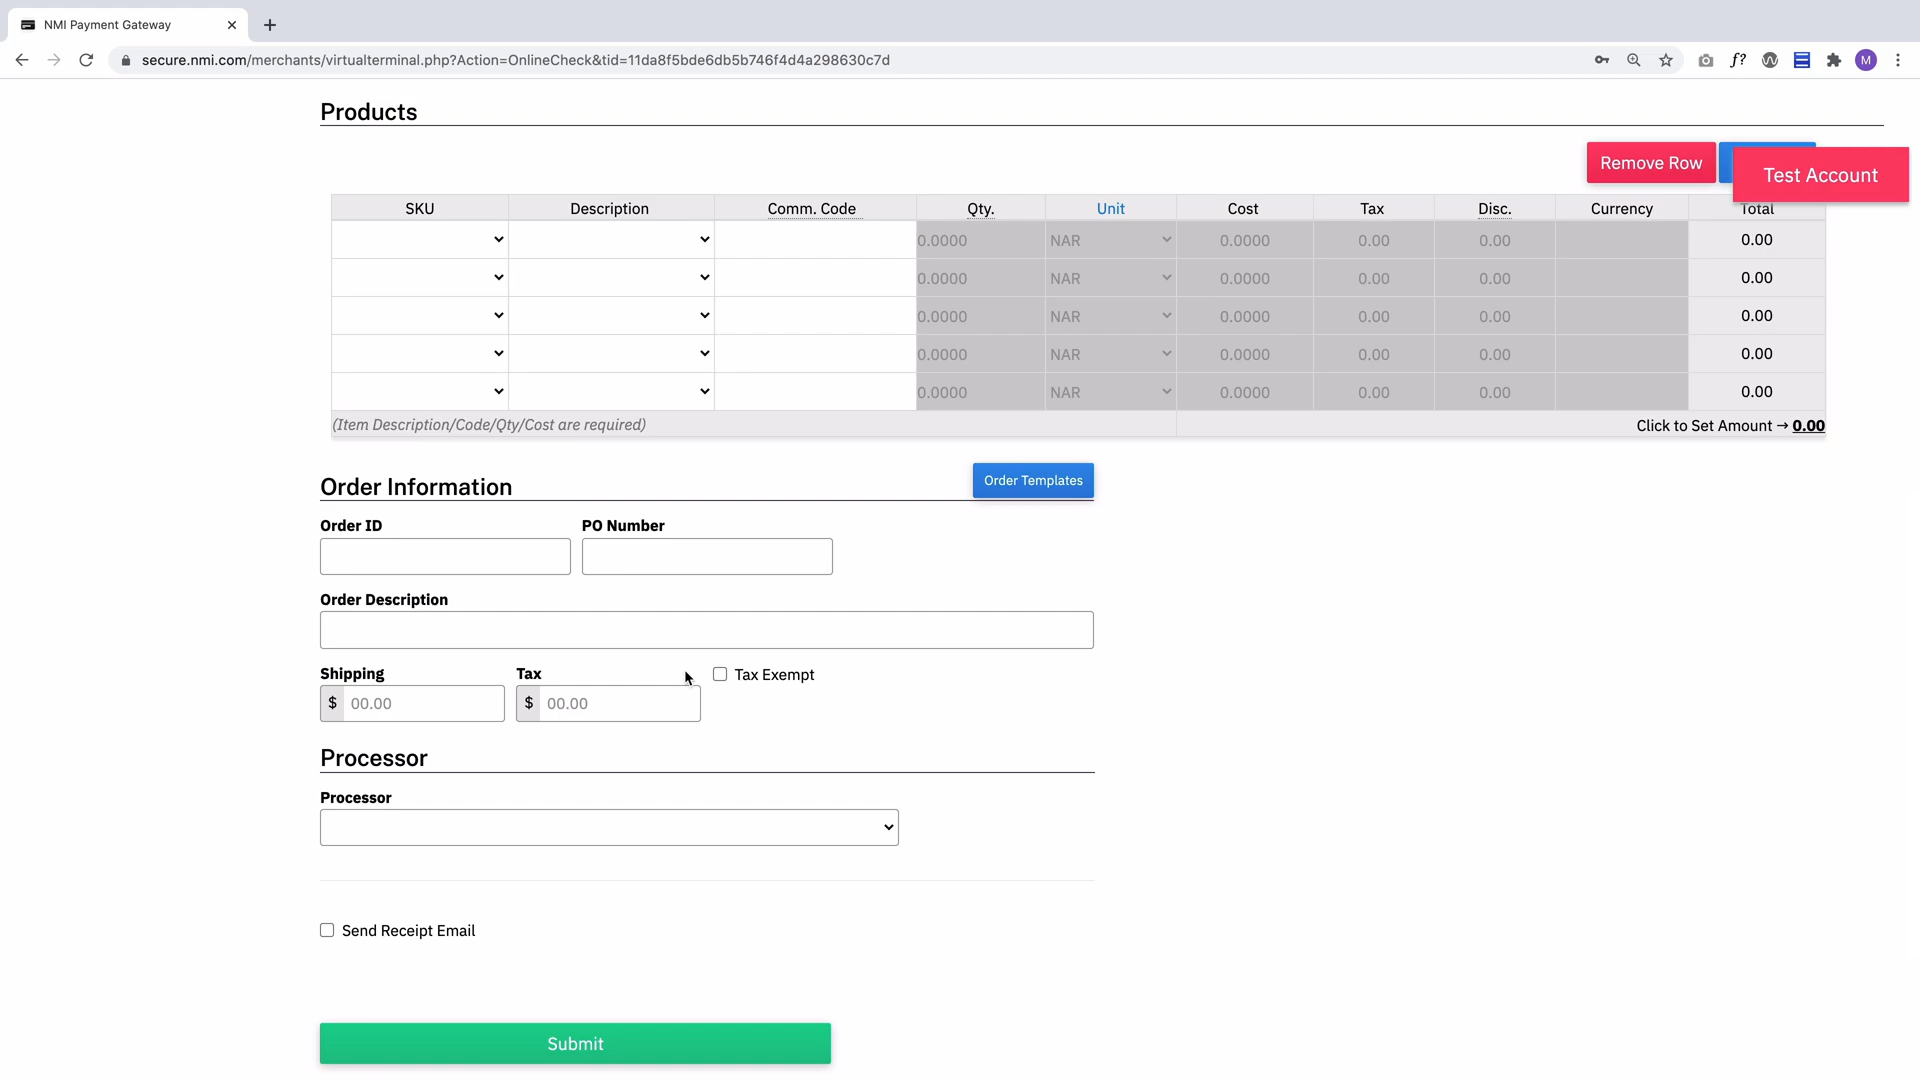 NMI Payment Gateway
secure.nmi.com/merchants/virtualterminal.php?Action=OnlineCheck&tid=11da8f5bde6db5b746f4d4a298630c7d
f?
M
Products
Remove Row
Test Account
SKU Description Comm. Code Qty. Unit Cost Tax Disc. Currency Total
0.0000 NAR 0.0000 0.00 0.00 0.00
0.0000 NAR 0.0000 0.00 0.00 0.00
0.0000 NAR 0.0000 0.00 0.00 0.00
0.0000 NAR 0.0000 0.00 0.00 0.00
0.0000 NAR 0.0000 0.00 0.00 0.00
(Item Description/Code/Qty/Cost are required) Click to Set Amount → 0.00
Order Information
Order Templates
Order ID PO Number
Order Description
Shipping Tax Tax Exempt
$ 00.00 $ 00.00
Processor
Processor
Send Receipt Email
Submit